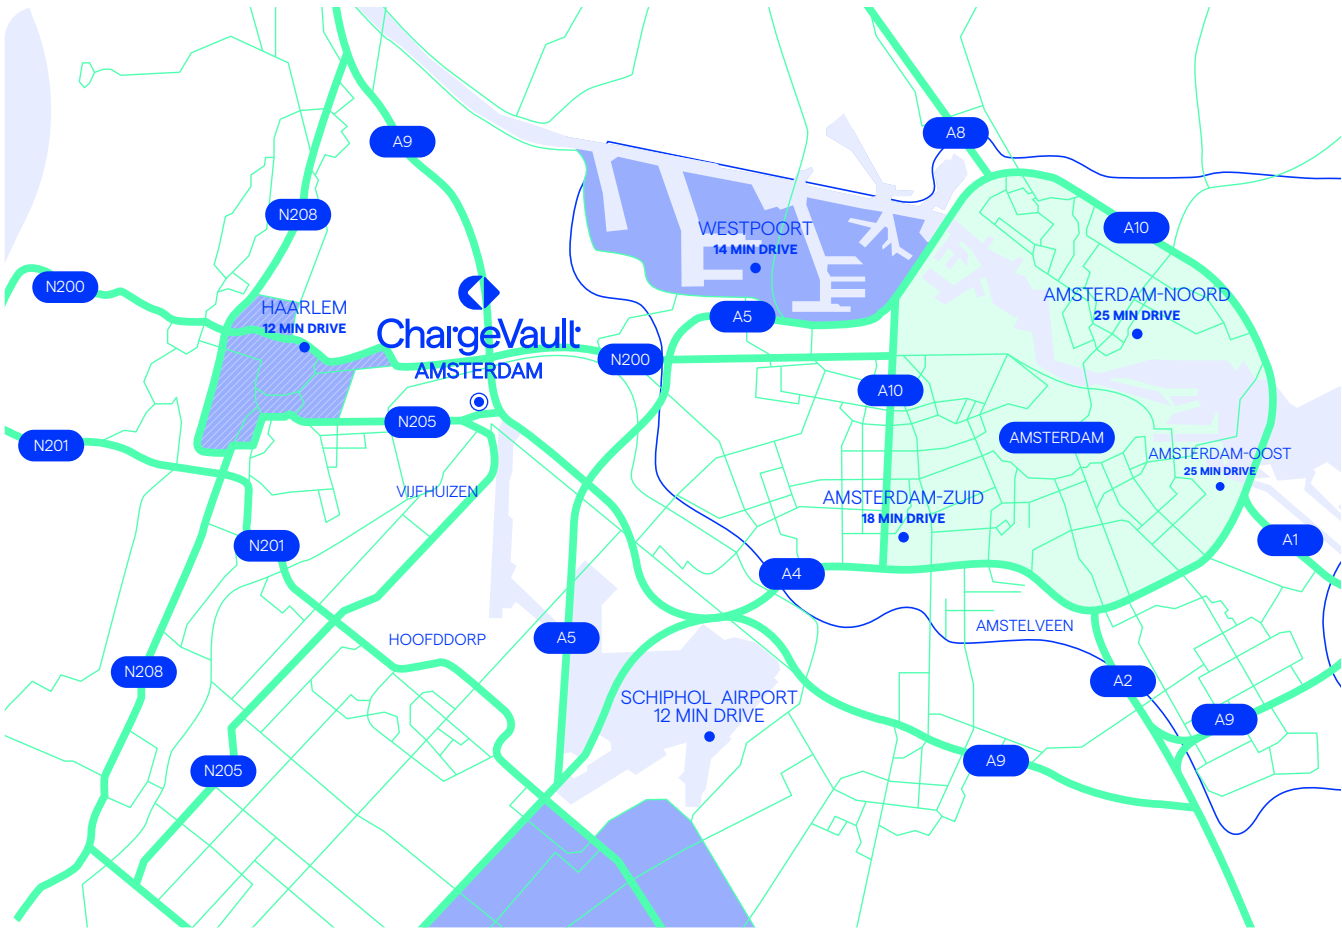 A8
A9
N208
A10
WESTPOORT
14 MIN DRIVE
N200
AMSTERDAM-NOORD
25 MIN DRIVE
HAARLEM
12 MIN DRIVE
A5
ChargeVault
AMSTERDAM
N200
A10
N205
AMSTERDAM
N201
AMSTERDAM-OOST
25 MIN DRIVE
VIJFHUIZEN
AMSTERDAM-ZUID
18 MIN DRIVE
N201
A1
A4
HOOFDDORP
A5
AMSTELVEEN
N208
A2
SCHIPHOL AIRPORT
12 MIN DRIVE
A9
N205
A9